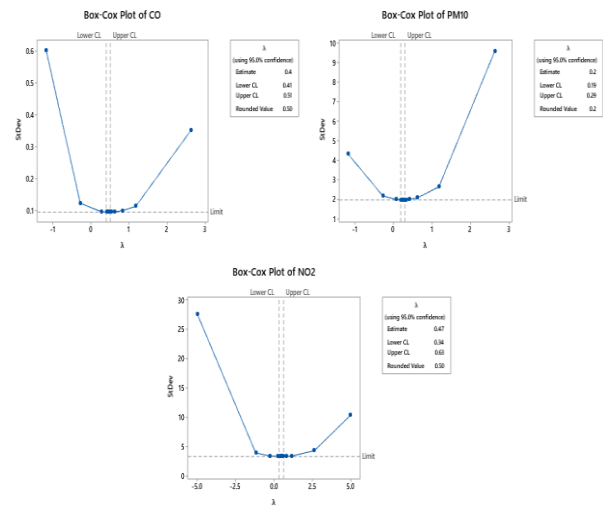 Box-Cox Plot of CO
Lower CL Upper CL
0.6
0.5
0.4
0.3
0.2
0.1
StDev
Limit
-1 0 1 2 3
λ
λ
(using 95.0% confidence)
Estimate 0.4
Lower CL 0.41
Upper CL 0.51
Rounded Value 0.50
Box-Cox Plot of PM10
Lower CL Upper CL
10
9
8
7
6
5
4
3
2
1
StDev
Limit
-1 0 1 2 3
λ
λ
(using 95.0% confidence)
Estimate 0.2
Lower CL 0.19
Upper CL 0.29
Rounded Value 0.2
Box-Cox Plot of NO2
Lower CL Upper CL
30
25
20
15
10
5
0
StDev
Limit
-5.0 -2.5 0.0 2.5 5.0
λ
λ
(using 95.0% confidence)
Estimate 0.47
Lower CL 0.34
Upper CL 0.63
Rounded Value 0.50